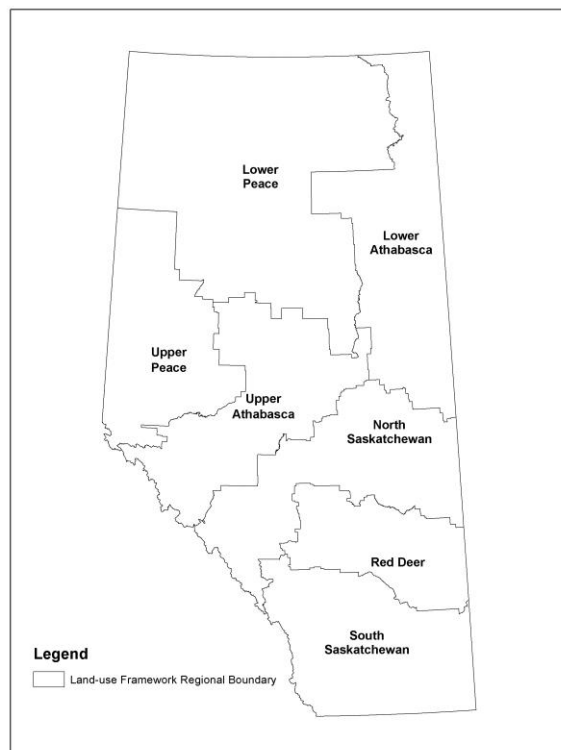 Lower
Peace
Lower
Athabasca
Upper
Peace
Upper
Athabasca
North
Saskatchewan
Red Deer
South
Saskatchewan
Legend
Land-use Framework Regional Boundary